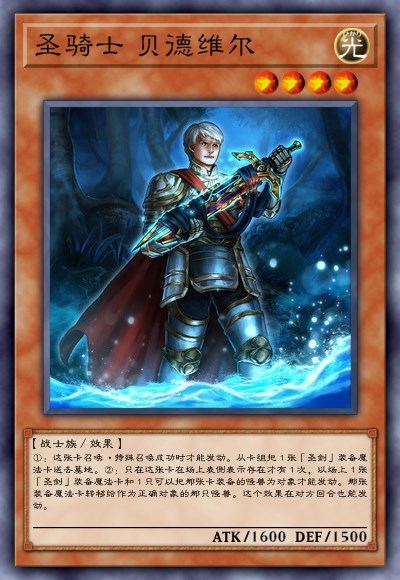 圣骑士 贝德维尔
光
ひかり
【战士族／效果】
①：这张卡召唤·特殊召唤成功时才能发动。从卡组把1张「圣剑」装备魔
法卡送去墓地。②：只在这张卡在场上表侧表示存在才有1次，以场上1张
「圣剑」装备魔法卡和1只可以把那张卡装备的怪兽为对象才能发动。那张
装备魔法卡转移给作为正确对象的那只怪兽。这个效果在对方回合也能发
动。
ATK/1600 DEF/1500